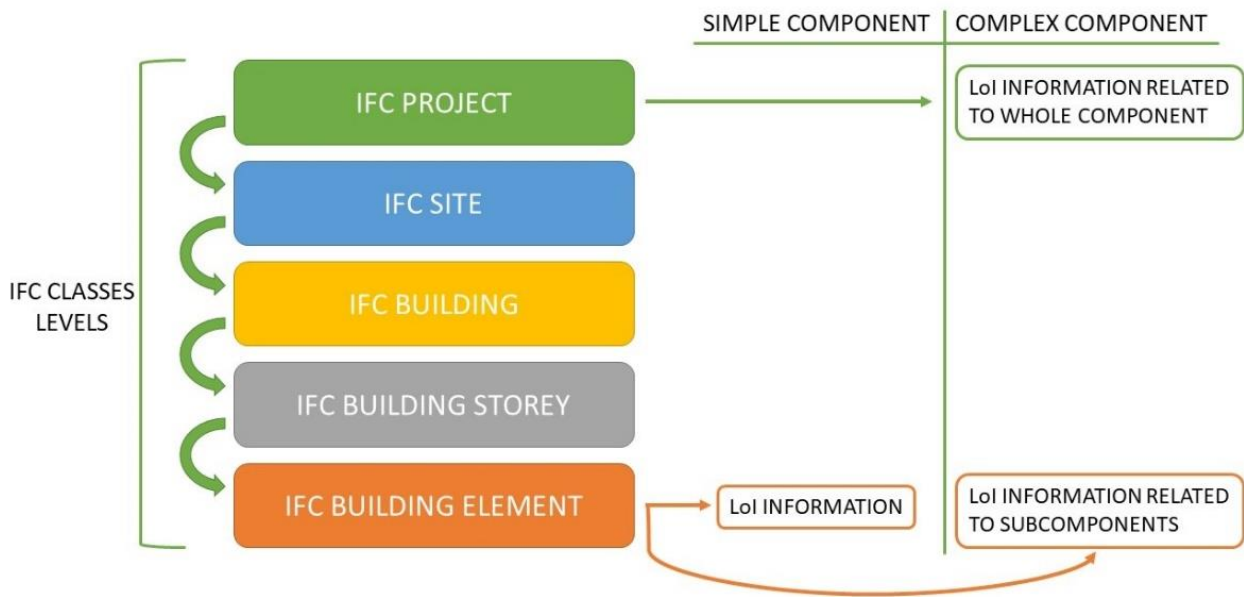 SIMPLE COMPONENT
COMPLEX COMPONENT
IFC PROJECT
LoI INFORMATION RELATED
TO WHOLE COMPONENT
IFC SITE
IFC CLASSES
LEVELS
IFC BUILDING
IFC BUILDING STOREY
IFC BUILDING ELEMENT
LoI INFORMATION
LoI INFORMATION RELATED
TO SUBCOMPONENTS